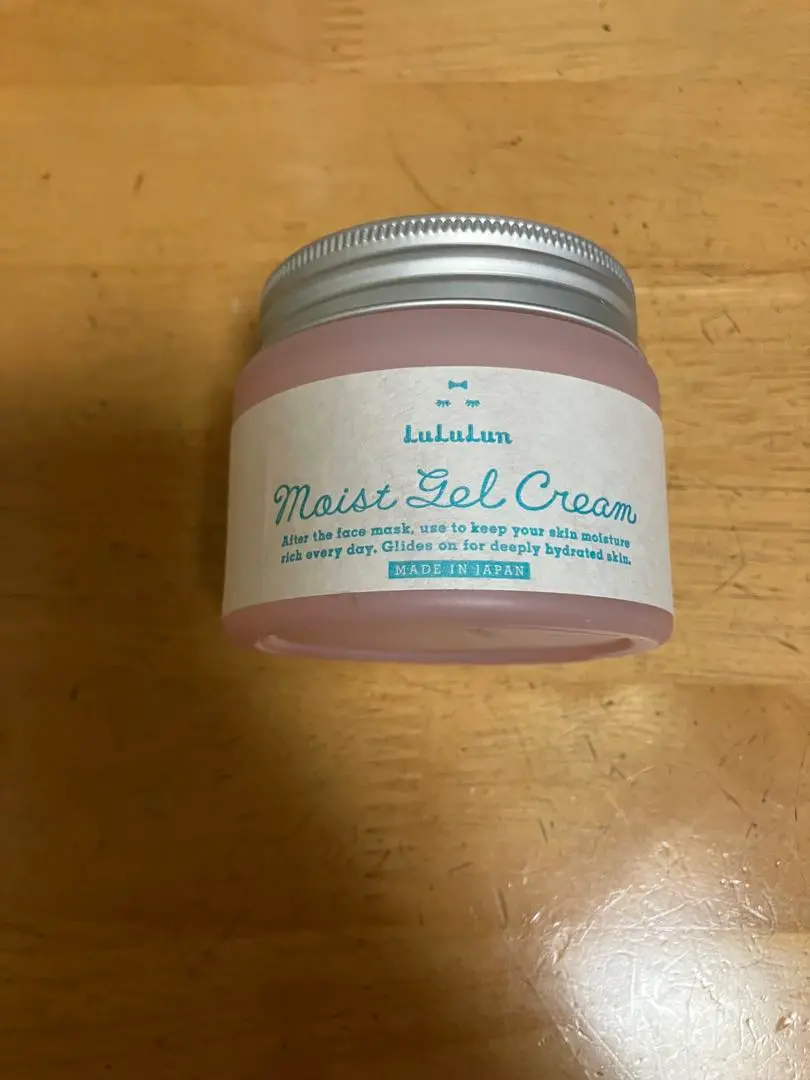 LuLuLun
Moist Gel Cream
After the face mask, use to keep your skin moisture
rich every day. Glides on for deeply hydrated skin.
MADE IN JAPAN